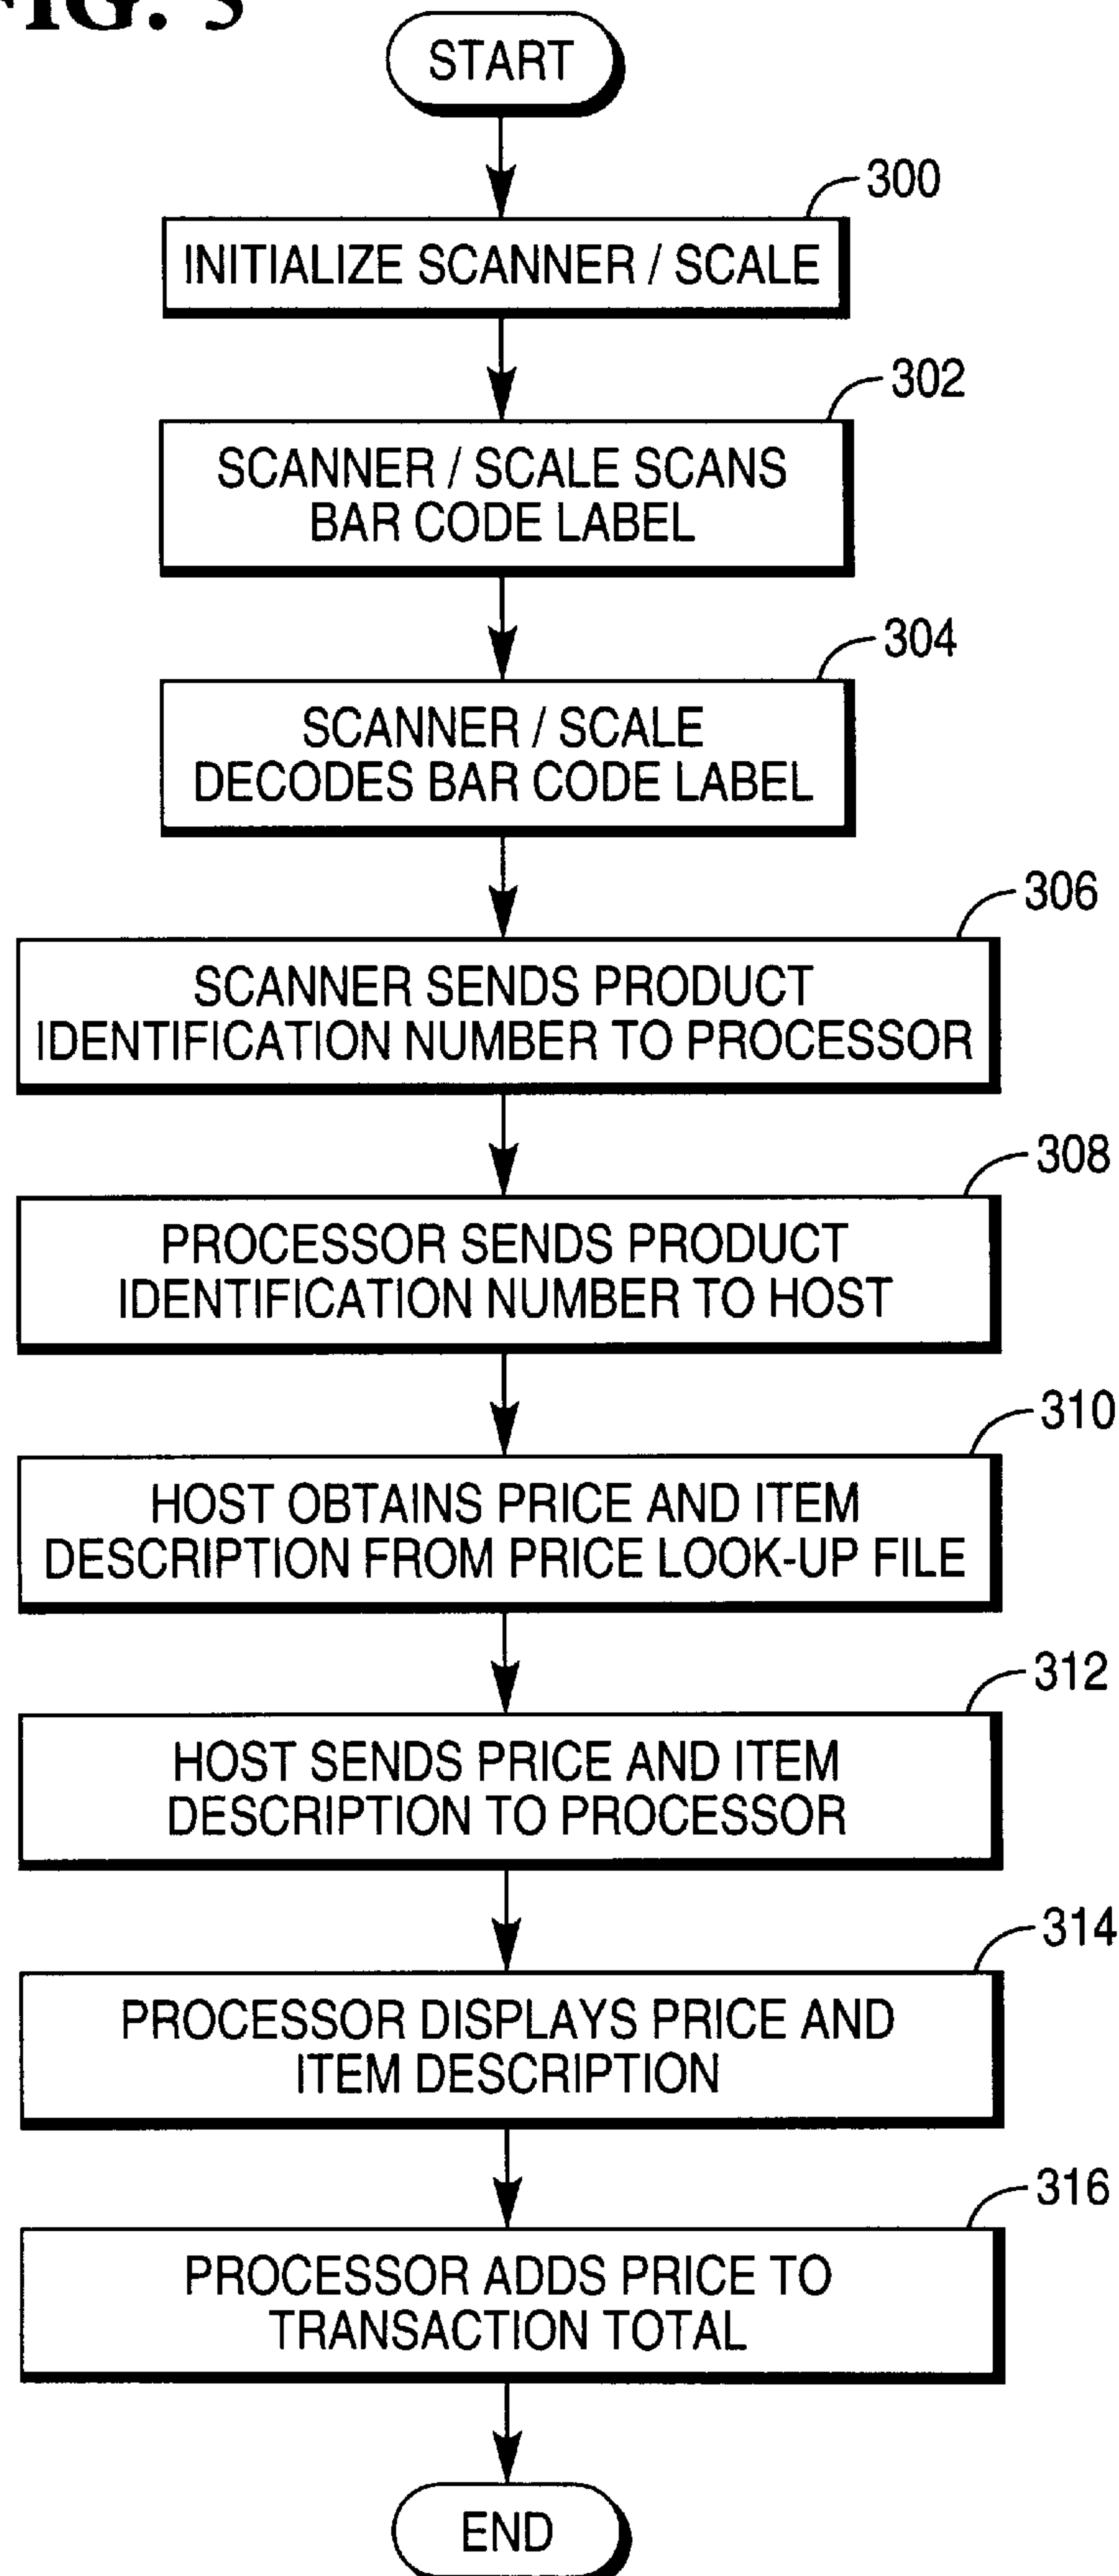 FIG. 3
START
300
INITIALIZE SCANNER / SCALE
302
SCANNER / SCALE SCANS
BAR CODE LABEL
304
SCANNER / SCALE
DECODES BAR CODE LABEL
306
SCANNER SENDS PRODUCT
IDENTIFICATION NUMBER TO PROCESSOR
308
PROCESSOR SENDS PRODUCT
IDENTIFICATION NUMBER TO HOST
310
HOST OBTAINS PRICE AND ITEM
DESCRIPTION FROM PRICE LOOK-UP FILE
312
HOST SENDS PRICE AND ITEM
DESCRIPTION TO PROCESSOR
314
PROCESSOR DISPLAYS PRICE AND
ITEM DESCRIPTION
316
PROCESSOR ADDS PRICE TO
TRANSACTION TOTAL
END